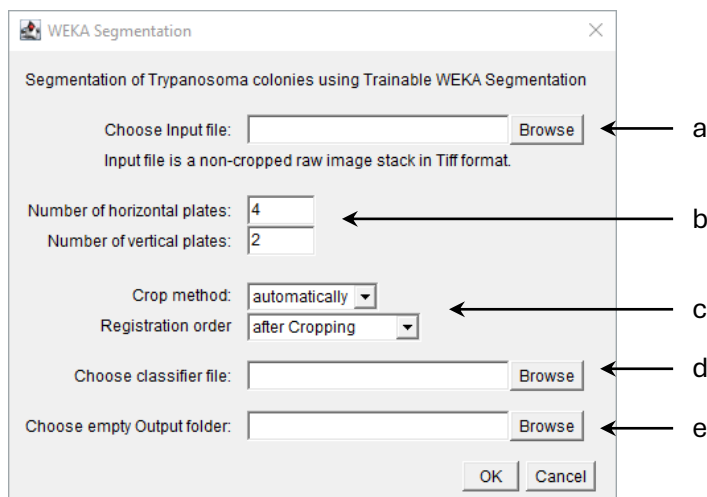 WEKA Segmentation
Segmentation of Trypanosoma colonies using Trainable WEKA Segmentation
Choose Input file: Browse a
Input file is a non-cropped raw image stack in Tiff format.
Number of horizontal plates: 4
b
Number of vertical plates: 2
Crop method: automatically
c
Registration order after Cropping
Choose classifier file: Browse d
Choose empty Output folder: Browse e
OK Cancel